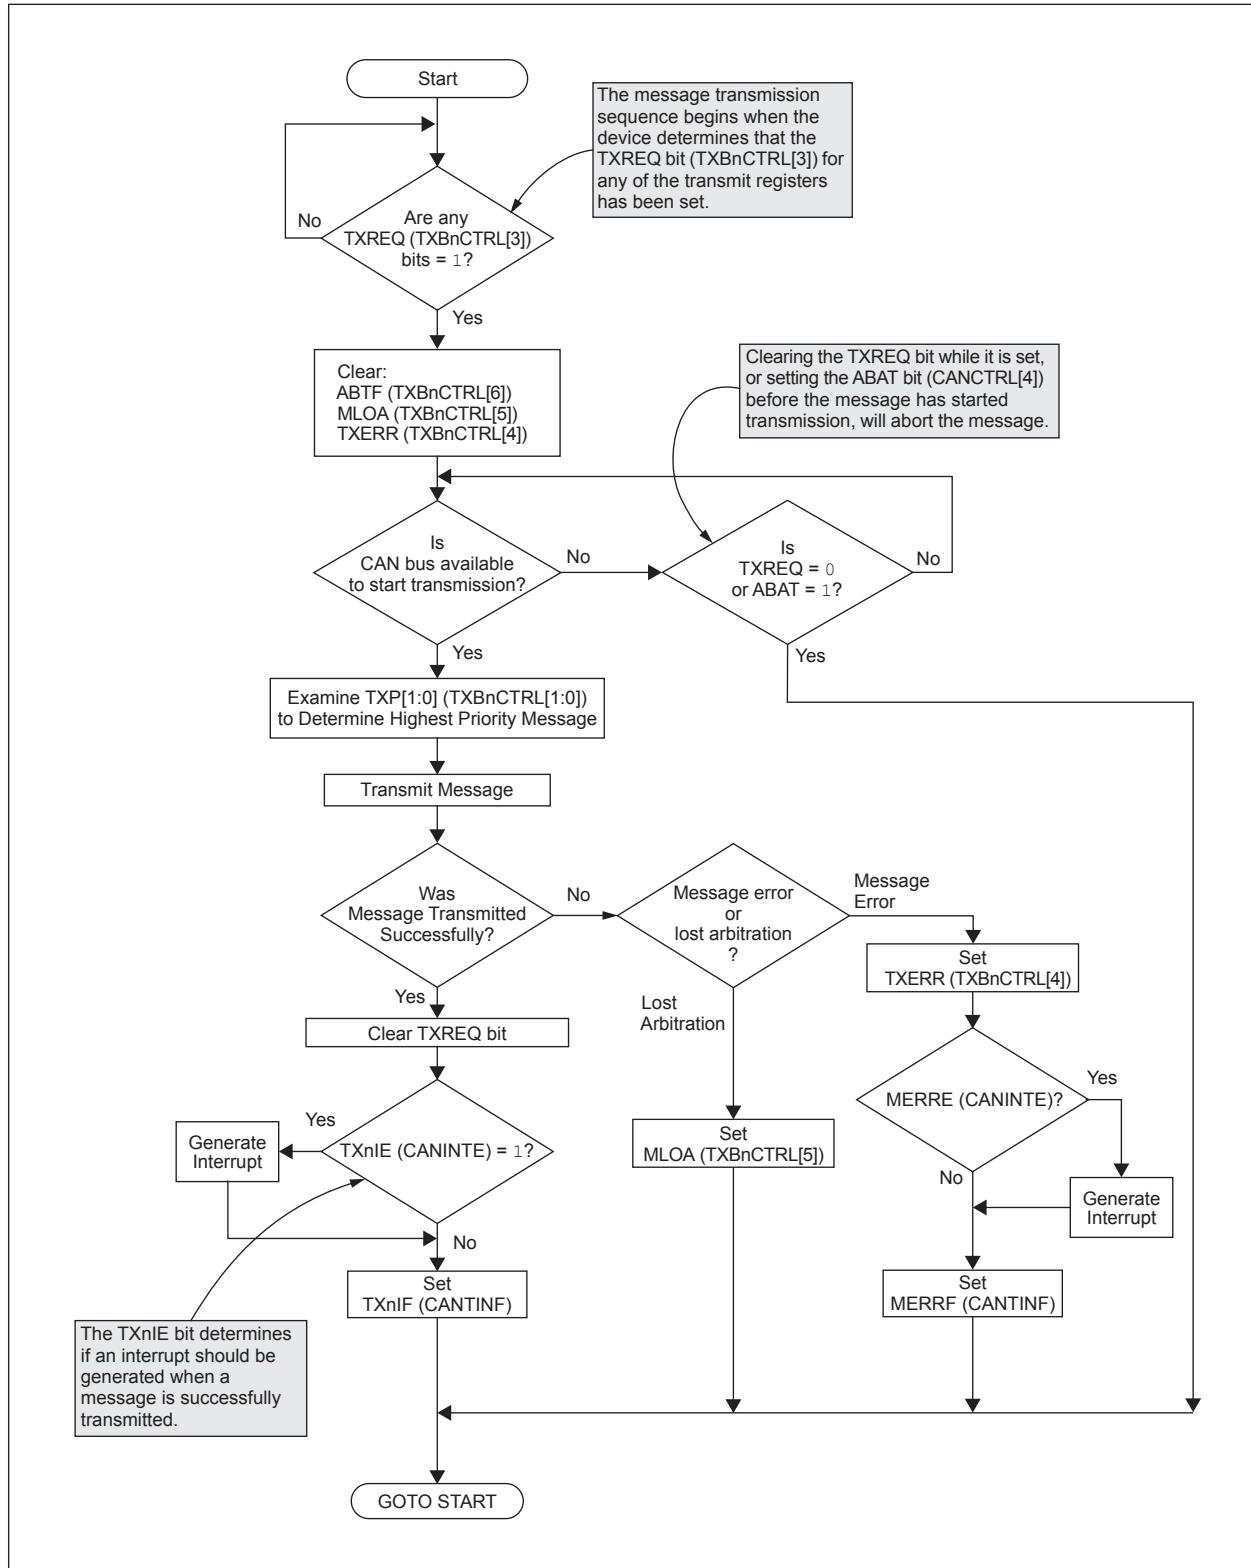 Start
The message transmission
sequence begins when the
device determines that the
TXREQ bit (TXBnCTRL[3]) for
any of the transmit registers
has been set.
No
Are any
TXREQ (TXBnCTRL[3])
bits = 1?
Yes
Clear:
ABTF (TXBnCTRL[6])
MLOA (TXBnCTRL[5])
TXERR (TXBnCTRL[4])
Clearing the TXREQ bit while it is set,
or setting the ABAT bit (CANCTRL[4])
before the message has started
transmission, will abort the message.
Is
CAN bus available
to start transmission?
No
Is
TXREQ = 0
or ABAT = 1?
No
Yes
Yes
Examine TXP[1:0] (TXBnCTRL[1:0])
to Determine Highest Priority Message
Transmit Message
Was
Message Transmitted
Successfully?
No
Message error
or
lost arbitration
?
Message
Error
Set
TXERR (TXBnCTRL[4])
Yes
Lost
Arbitration
Clear TXREQ bit
MERRE (CANINTE)?
Yes
Yes
Generate
Interrupt
TXnIE (CANINTE) = 1?
Set
MLOA (TXBnCTRL[5])
No
Generate
Interrupt
No
Set
TXnIF (CANTINF)
Set
MERRF (CANTINF)
The TXnIE bit determines
if an interrupt should be
generated when a
message is successfully
transmitted.
GOTO START